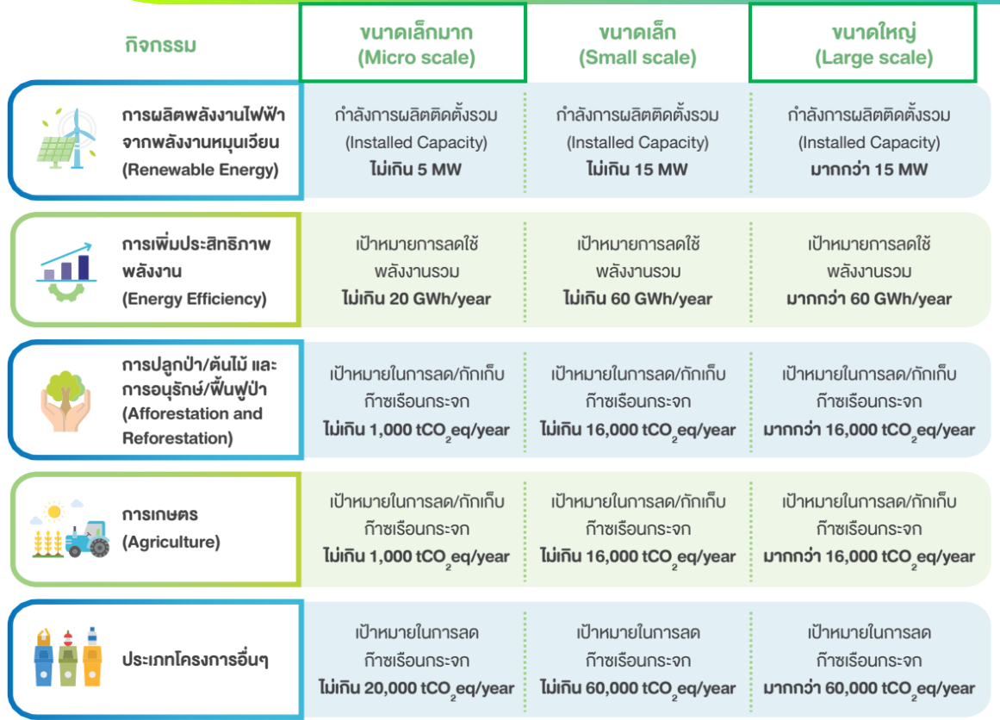 กิจกรรม
ขนาดเล็กมาก
(Micro scale)
ขนาดเล็ก
(Small scale)
ขนาดใหญ่
(Large scale)
การผลิตพลังงานไฟฟ้า
จากพลังงานหมุนเวียน
(Renewable Energy)
กำลังการผลิตติดตั้งรวม
(Installed Capacity)
ไม่เกิน 5 MW
กำลังการผลิตติดตั้งรวม
(Installed Capacity)
ไม่เกิน 15 MW
กำลังการผลิตติดตั้งรวม
(Installed Capacity)
มากกว่า 15 MW
การเพิ่มประสิทธิภาพ
พลังงาน
(Energy Efficiency)
เป้าหมายการลดใช้
พลังงานรวม
ไม่เกิน 20 GWh/year
เป้าหมายการลดใช้
พลังงานรวม
ไม่เกิน 60 GWh/year
เป้าหมายการลดใช้
พลังงานรวม
มากกว่า 60 GWh/year
การปลูกป่า/ต้นไม้ และ
การอนุรักษ์/ฟื้นฟูป่า
(Afforestation and
Reforestation)
เป้าหมายในการลด/กักเก็บ
ก๊าซเรือนกระจก
ไม่เกิน 1,000 tCO₂eq/year
เป้าหมายในการลด/กักเก็บ
ก๊าซเรือนกระจก
ไม่เกิน 16,000 tCO₂eq/year
เป้าหมายในการลด/กักเก็บ
ก๊าซเรือนกระจก
มากกว่า 16,000 tCO₂eq/year
การเกษตร
(Agriculture)
เป้าหมายในการลด/กักเก็บ
ก๊าซเรือนกระจก
ไม่เกิน 1,000 tCO₂eq/year
เป้าหมายในการลด/กักเก็บ
ก๊าซเรือนกระจก
ไม่เกิน 16,000 tCO₂eq/year
เป้าหมายในการลด/กักเก็บ
ก๊าซเรือนกระจก
มากกว่า 16,000 tCO₂eq/year
ประเภทโครงการอื่นๆ
เป้าหมายในการลด
ก๊าซเรือนกระจก
ไม่เกิน 20,000 tCO₂eq/year
เป้าหมายในการลด
ก๊าซเรือนกระจก
ไม่เกิน 60,000 tCO₂eq/year
เป้าหมายในการลด
ก๊าซเรือนกระจก
มากกว่า 60,000 tCO₂eq/year